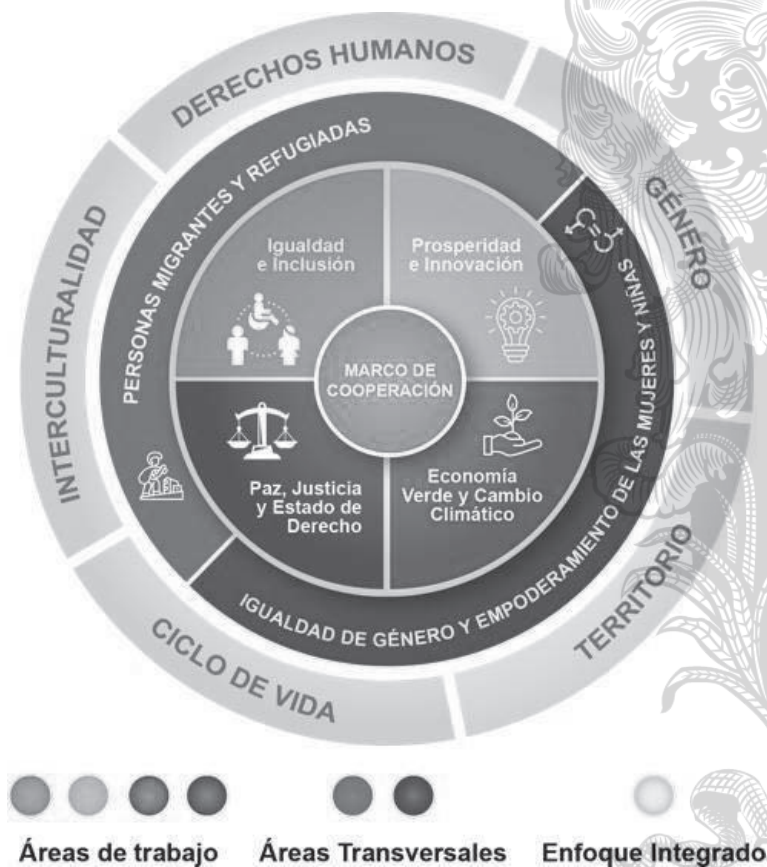 DERECHOS HUMANOS
GÉNERO
TERRITORIO
CICLO DE VIDA
INTERCULTURALIDAD
PERSONAS MIGRANTES Y REFUGIADAS
IGUALDAD DE GÉNERO Y EMPODERAMIENTO DE LAS MUJERES Y NIÑAS
Igualdad
e Inclusión
Prosperidad
e Innovación
MARCO DE
COOPERACIÓN
Paz, Justicia
y Estado de
Derecho
Economía
Verde y Cambio
Climático
Áreas de trabajo
Áreas Transversales
Enfoque Integrado